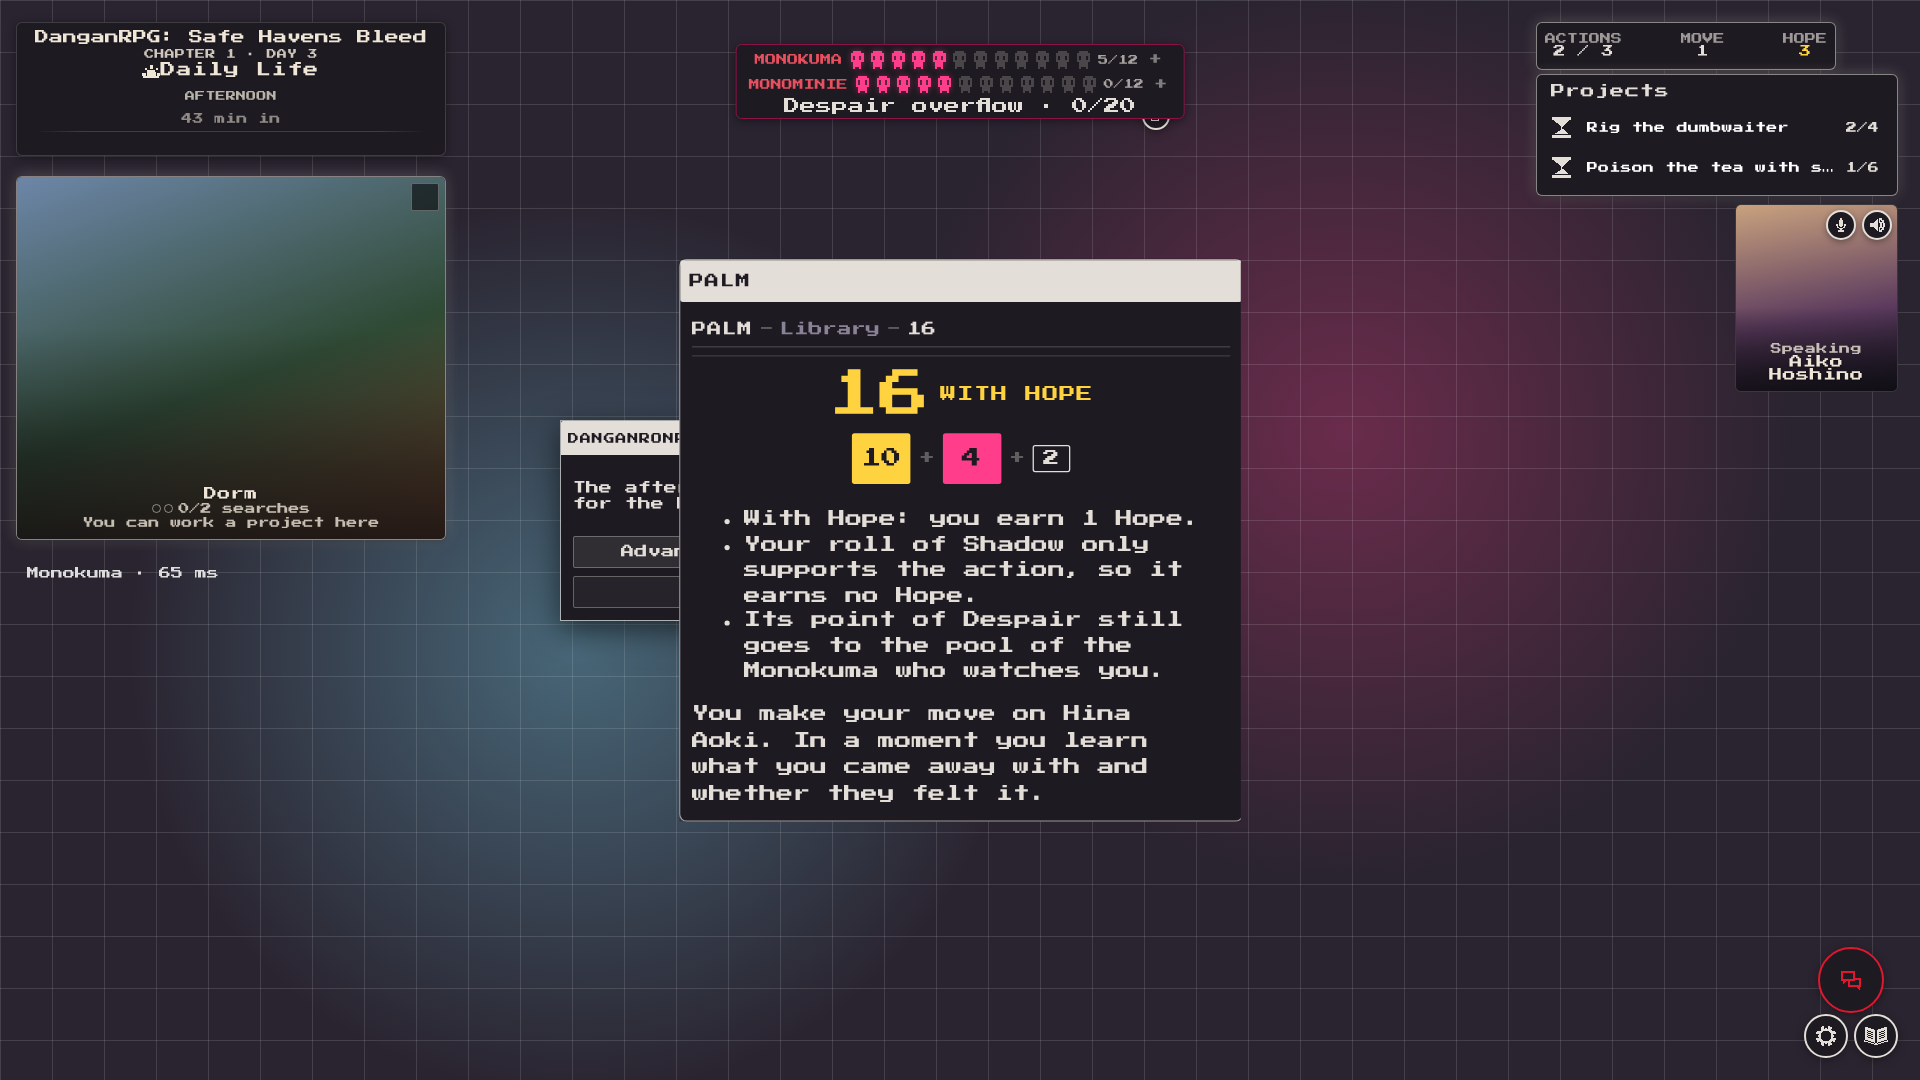 DanganRPG: Safe Havens Bleed
CHAPTER 1 · DAY 3
Daily Life
AFTERNOON
43 min in
MONOKUMA 5/12 +
MONOMINIE 0/12 +
Despair overflow · 0/20
ACTIONS MOVE HOPE
2 / 3 1 3
Projects
Rig the dumbwaiter 2/4
Poison the tea with s… 1/6
Speaking
Aiko
Hoshino
Dorm
0/2 searches
You can work a project here
Monokuma · 65 ms
DANGANRONP
The afte
for the
Advan
PALM
PALM — Library — 16
16 WITH HOPE
10 + 4 + 2
• With Hope: you earn 1 Hope.
• Your roll of Shadow only
supports the action, so it
earns no Hope.
• Its point of Despair still
goes to the pool of the
Monokuma who watches you.
You make your move on Hina
Aoki. In a moment you learn
what you came away with and
whether they felt it.